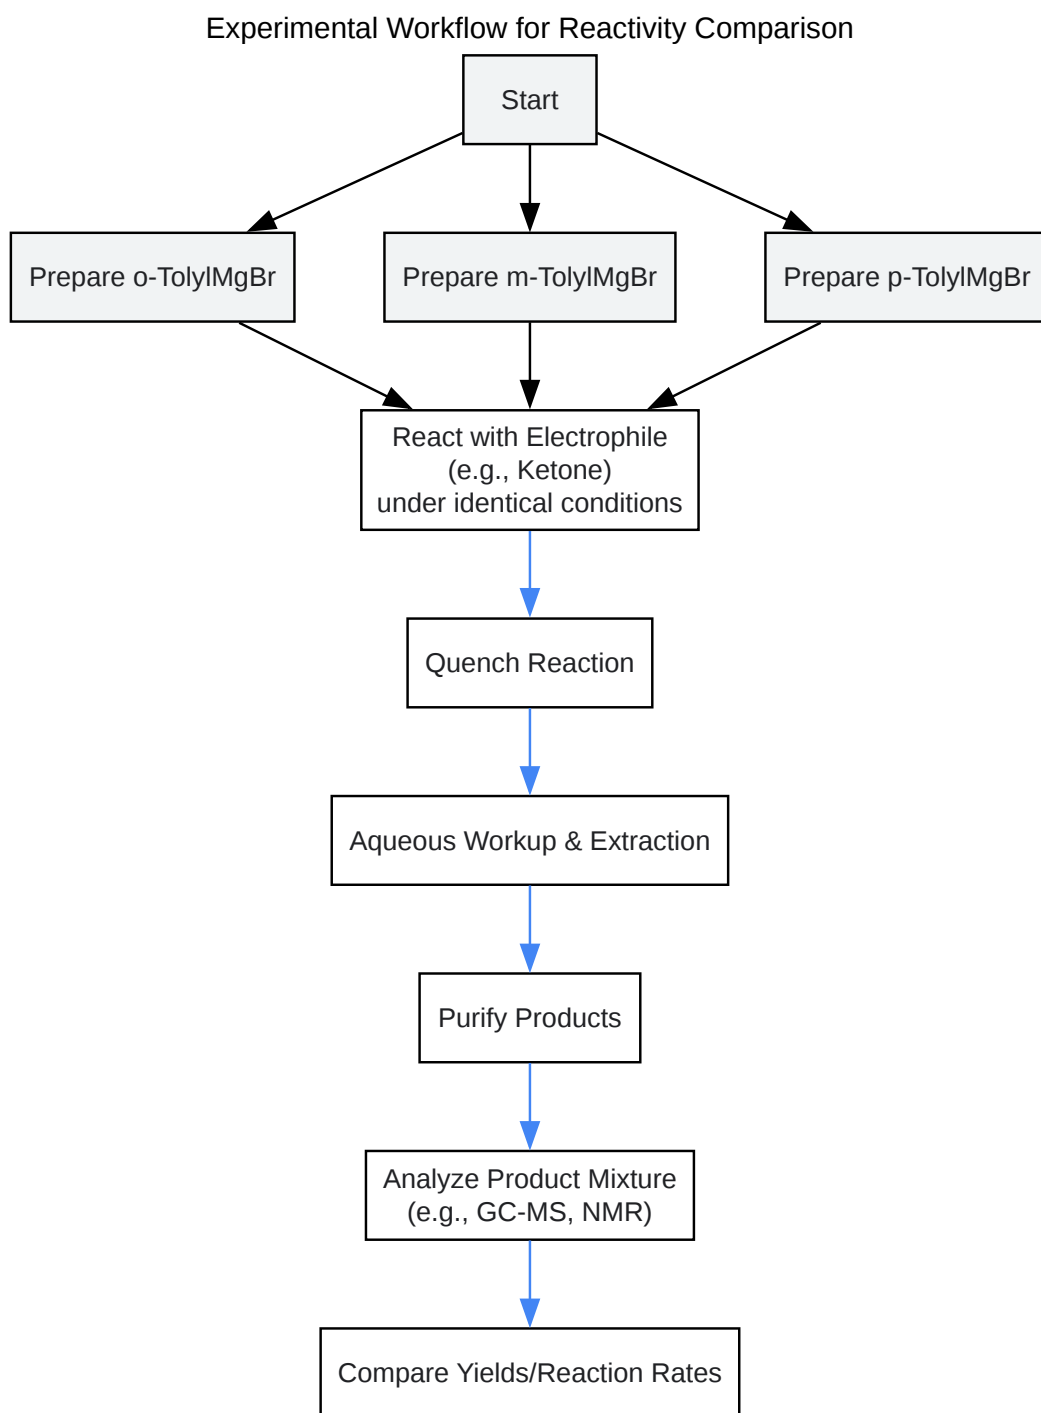 Experimental Workflow for Reactivity Comparison
Start
Prepare o-TolylMgBr
Prepare m-TolylMgBr
Prepare p-TolylMgBr
React with Electrophile
(e.g., Ketone)
under identical conditions
Quench Reaction
Aqueous Workup & Extraction
Purify Products
Analyze Product Mixture
(e.g., GC-MS, NMR)
Compare Yields/Reaction Rates